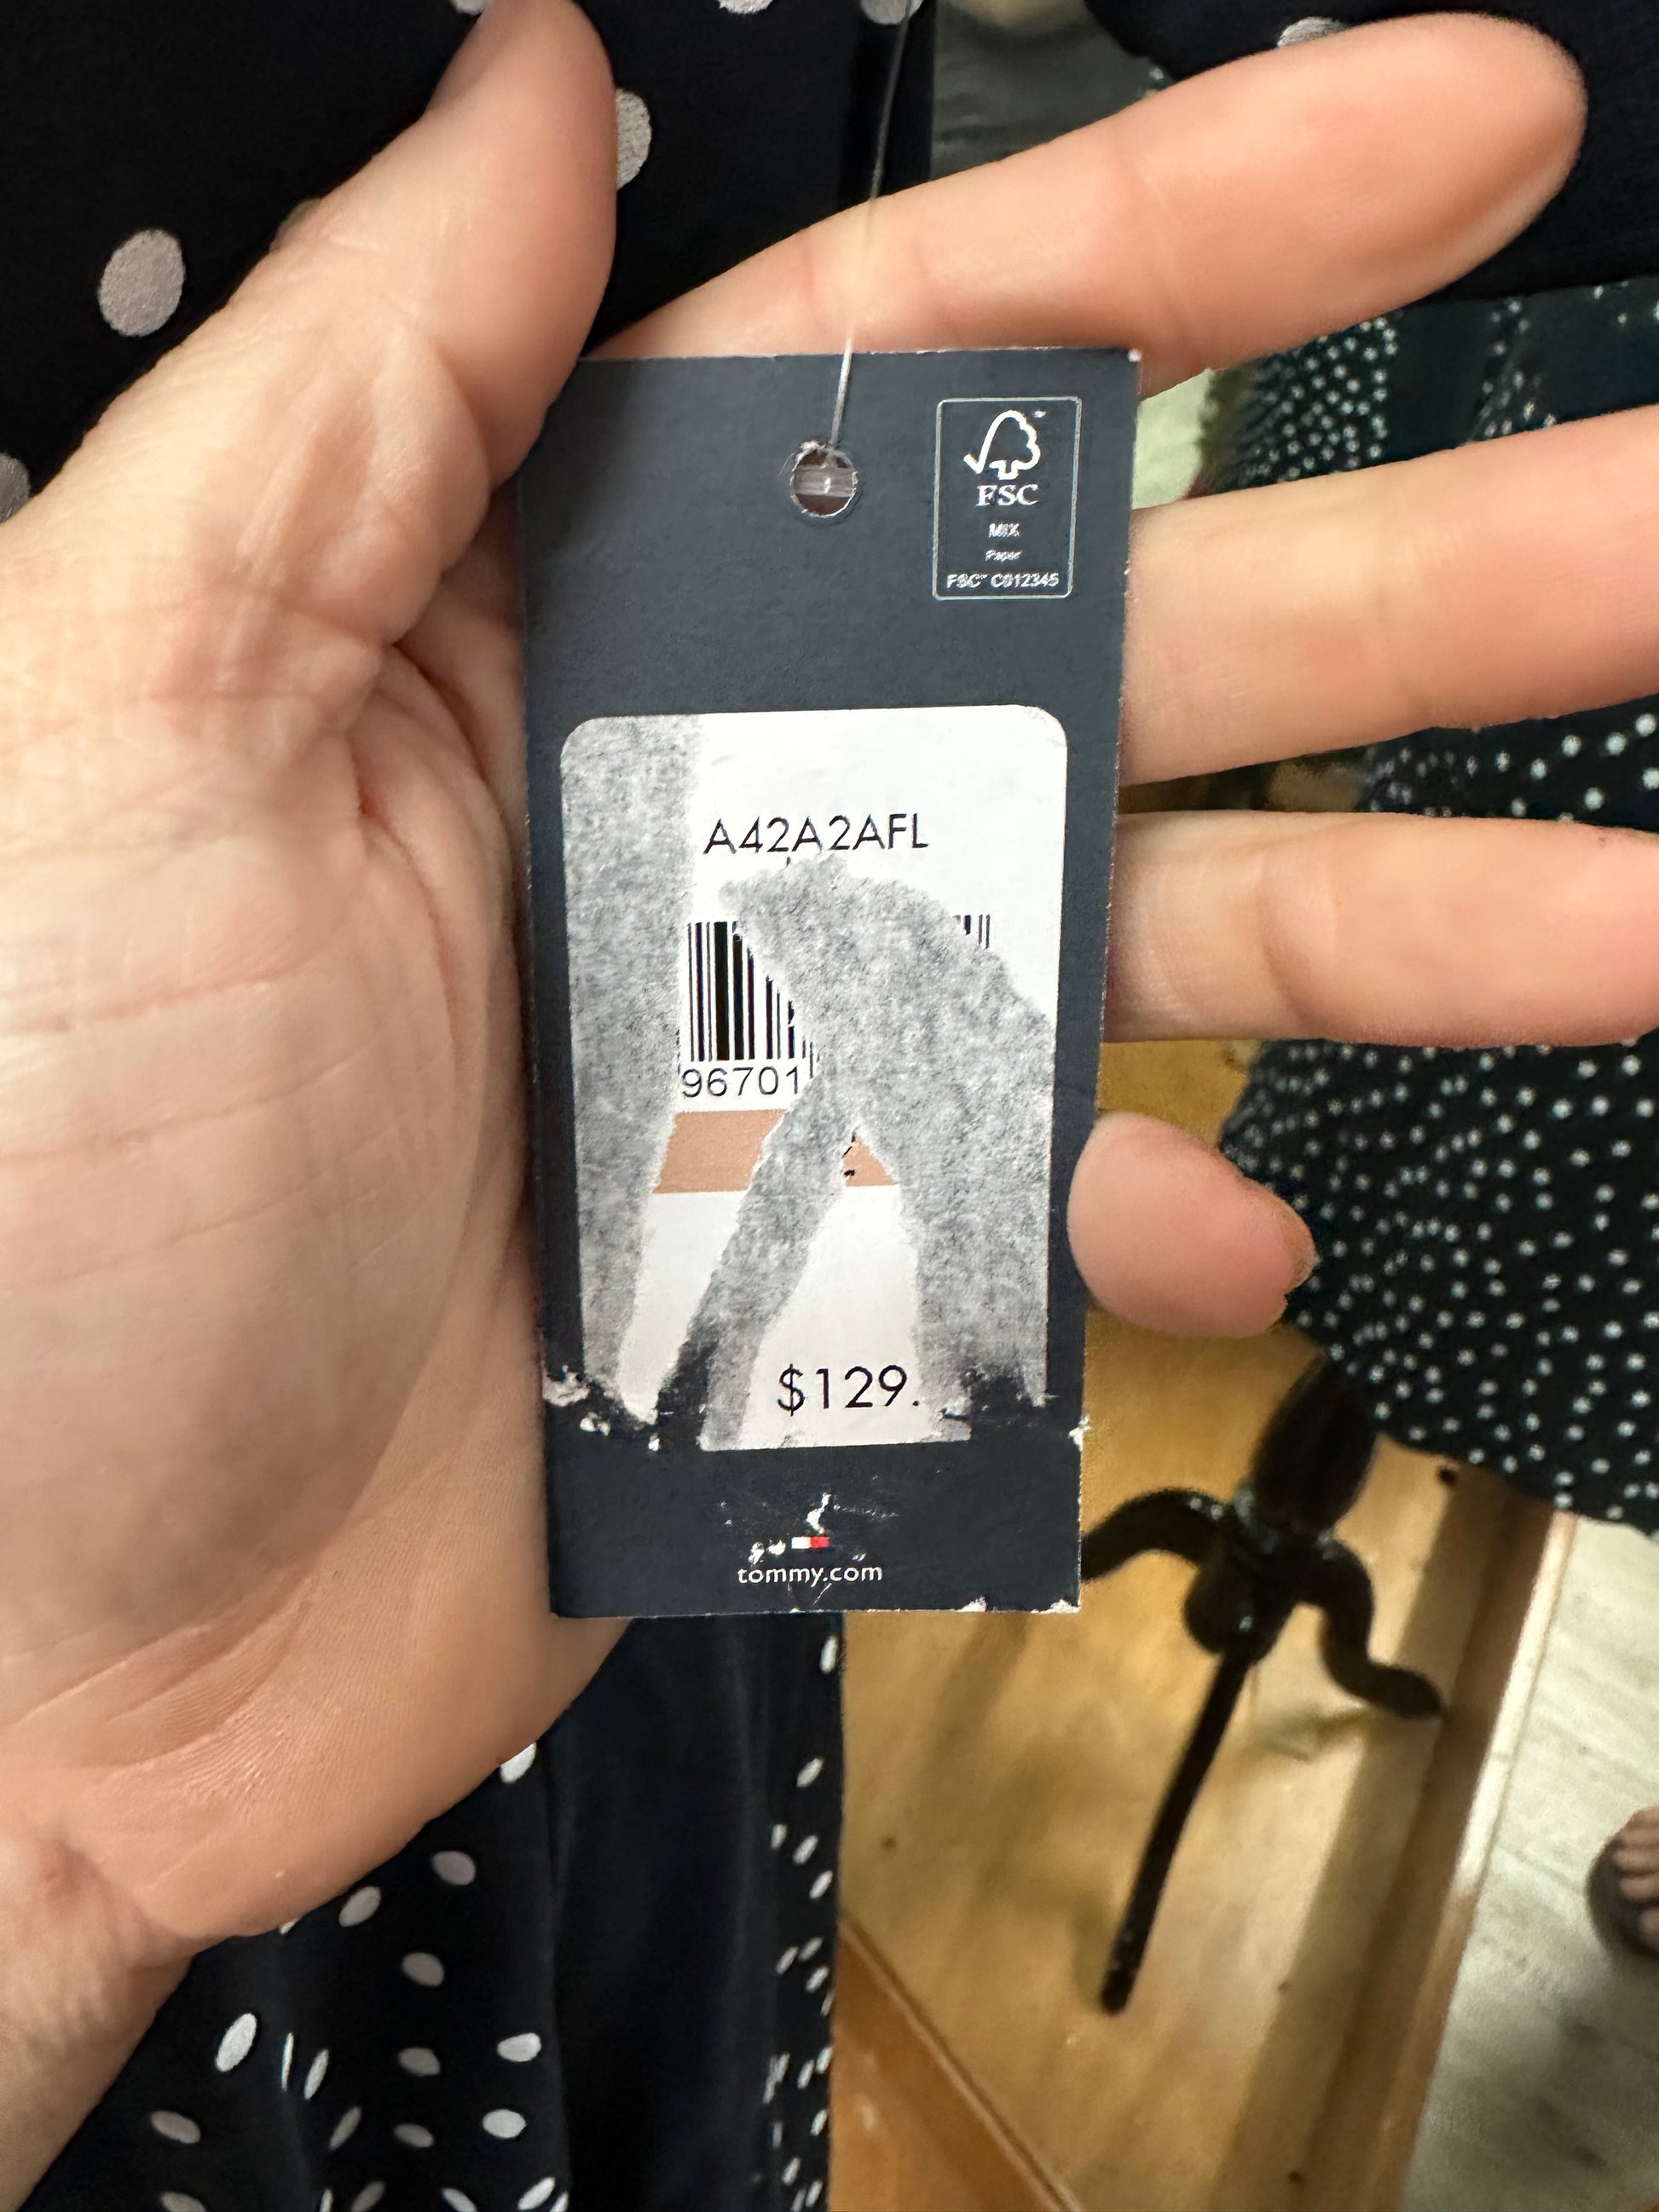 FSC
MIX
Paper
FSC™ C012345
A42A2AFL
96701
$129.
tommy.com